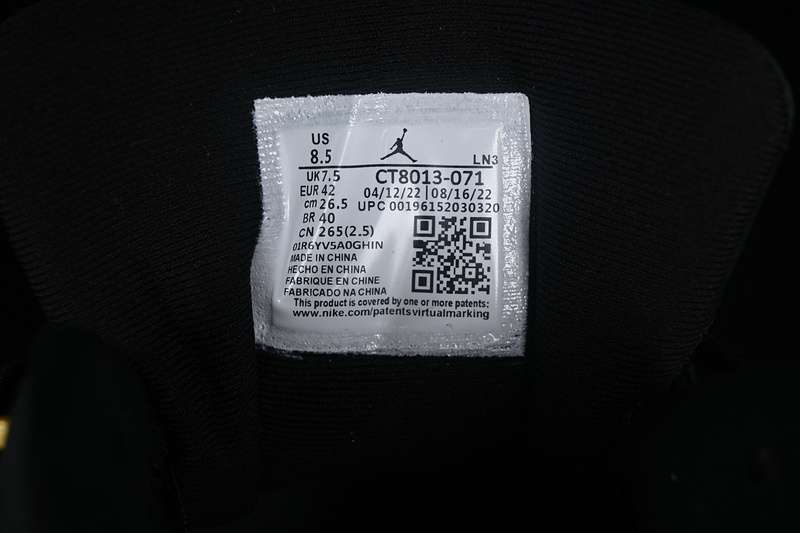 US
8.5
LN3
UK 7.5
CT8013-071
EUR 42
04/12/22 | 08/16/22
cm 26.5
UPC 00196152030320
BR 40
CN 265(2.5)
01R6YV5A0GHIN
MADE IN CHINA
HECHO EN CHINA
FABRIQUE EN CHINE
FABRICADO NA CHINA
This product is covered by one or more patents:
www.nike.com/patentsvirtualmarking